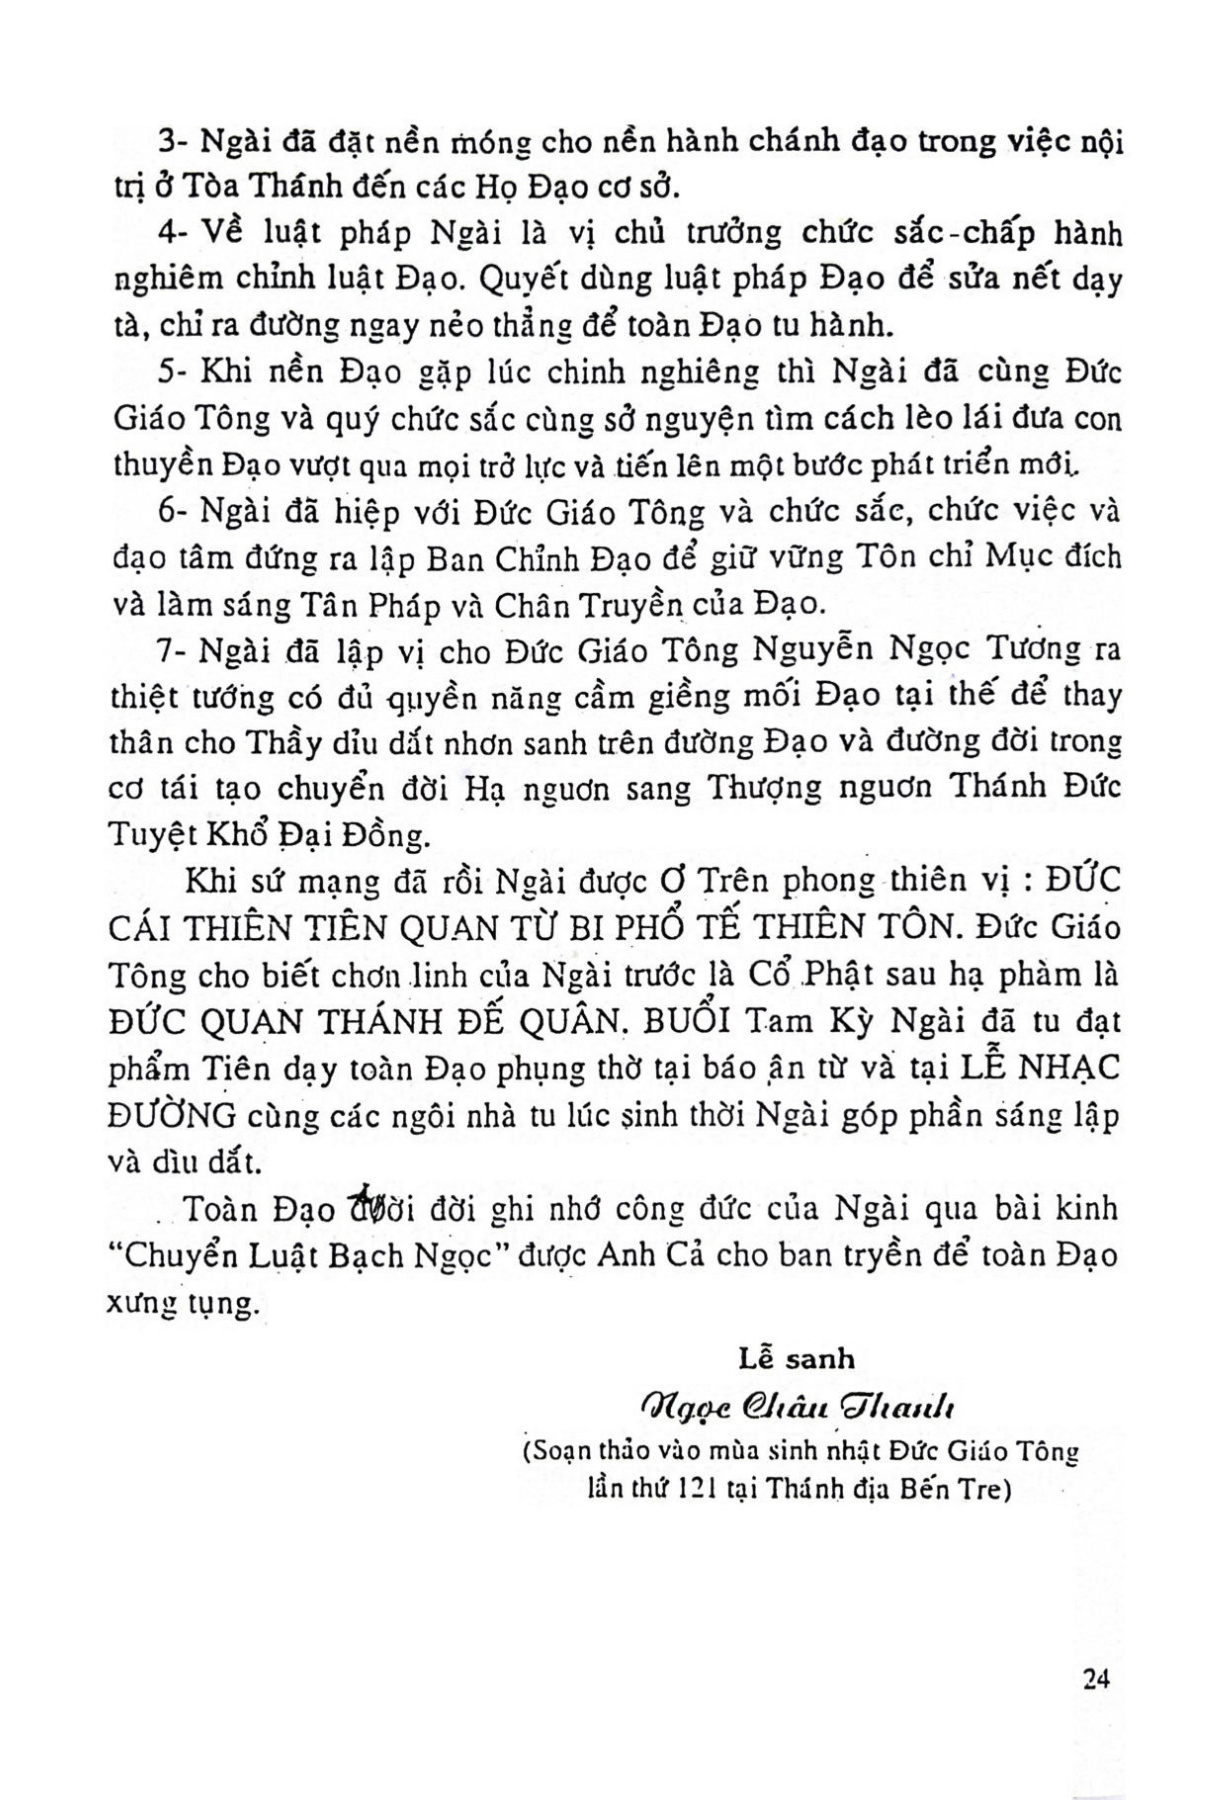 3- Ngài đã đặt nền móng cho nền hành chánh đạo trong việc nội
trị ở Tòa Thánh đến các Họ Đạo cơ sở.
4- Về luật pháp Ngài là vị chủ trưởng chức sắc-chấp hành
nghiêm chỉnh luật Đạo. Quyết dùng luật pháp Đạo để sửa nết dạy
tà, chỉ ra đường ngay nẻo thẳng để toàn Đạo tu hành.
5- Khi nền Đạo gặp lúc chinh nghiêng thì Ngài đã cùng Đức
Giáo Tông và quý chức sắc cùng sở nguyện tìm cách lèo lái đưa con
thuyền Đạo vượt qua mọi trở lực và tiến lên một bước phát triển mới.
6- Ngài đã hiệp với Đức Giáo Tông và chức sắc, chức việc và
đạo tâm đứng ra lập Ban Chỉnh Đạo để giữ vững Tôn chỉ Mục đích
và làm sáng Tân Pháp và Chân Truyền của Đạo.
7- Ngài đã lập vị cho Đức Giáo Tông Nguyễn Ngọc Tương ra
thiệt tướng có đủ quyền năng cầm giềng mối Đạo tại thế để thay
thân cho Thầy dỉu dắt nhơn sanh trên đường Đạo và đường đời trong
cơ tái tạo chuyển đời Hạ nguơn sang Thượng nguơn Thánh Đức
Tuyệt Khổ Đại Đồng.
Khi sứ mạng đã rồi Ngài được Ơ Trên phong thiên vị : ĐỨC
CÁI THIÊN TIÊN QUAN TỪ BI PHỔ TẾ THIÊN TÔN. Đức Giáo
Tông cho biết chơn linh của Ngài trước là Cổ Phật sau hạ phàm là
ĐỨC QUAN THÁNH ĐẾ QUÂN. BUỔI Tam Kỳ Ngài đã tu đạt
phẩm Tiên dạy toàn Đạo phụng thờ tại báo ân từ và tại LỄ NHẠC
ĐƯỜNG cùng các ngôi nhà tu lúc sinh thời Ngài góp phần sáng lập
và dìu dắt.
Toàn Đạo đời ghi nhớ công đức của Ngài qua bài kinh
“Chuyển Luật Bạch Ngọc” được Anh Cả cho ban tryền để toàn Đạo
xưng tụng.
Lễ sanh
Ngọc Châu Thanh
(Soạn thảo vào mùa sinh nhật Đức Giáo Tông
lần thứ 121 tại Thánh địa Bến Tre)
24